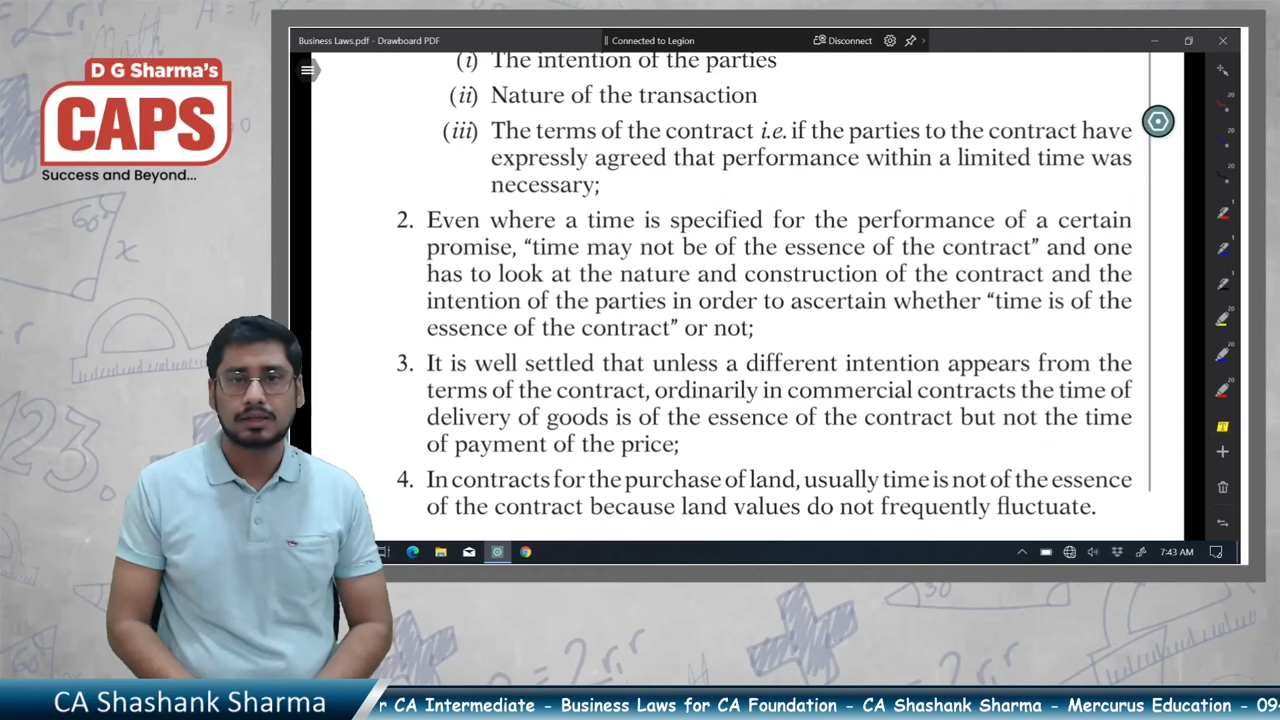 D G Sharma's
CAPS
Success and Beyond...
Business Laws.pdf - Drawboard PDF
Connected to Legion
Disconnect
(i) The intention of the parties
(ii) Nature of the transaction
(iii) The terms of the contract i.e. if the parties to the contract have
expressly agreed that performance within a limited time was
necessary;
2. Even where a time is specified for the performance of a certain
promise, “time may not be of the essence of the contract” and one
has to look at the nature and construction of the contract and the
intention of the parties in order to ascertain whether “time is of the
essence of the contract” or not;
3. It is well settled that unless a different intention appears from the
terms of the contract, ordinarily in commercial contracts the time of
delivery of goods is of the essence of the contract but not the time
of payment of the price;
4. In contracts for the purchase of land, usually time is not of the essence
of the contract because land values do not frequently fluctuate.
7:43 AM
CA Shashank Sharma
r CA Intermediate - Business Laws for CA Foundation - CA Shashank Sharma - Mercurus Education - 09-